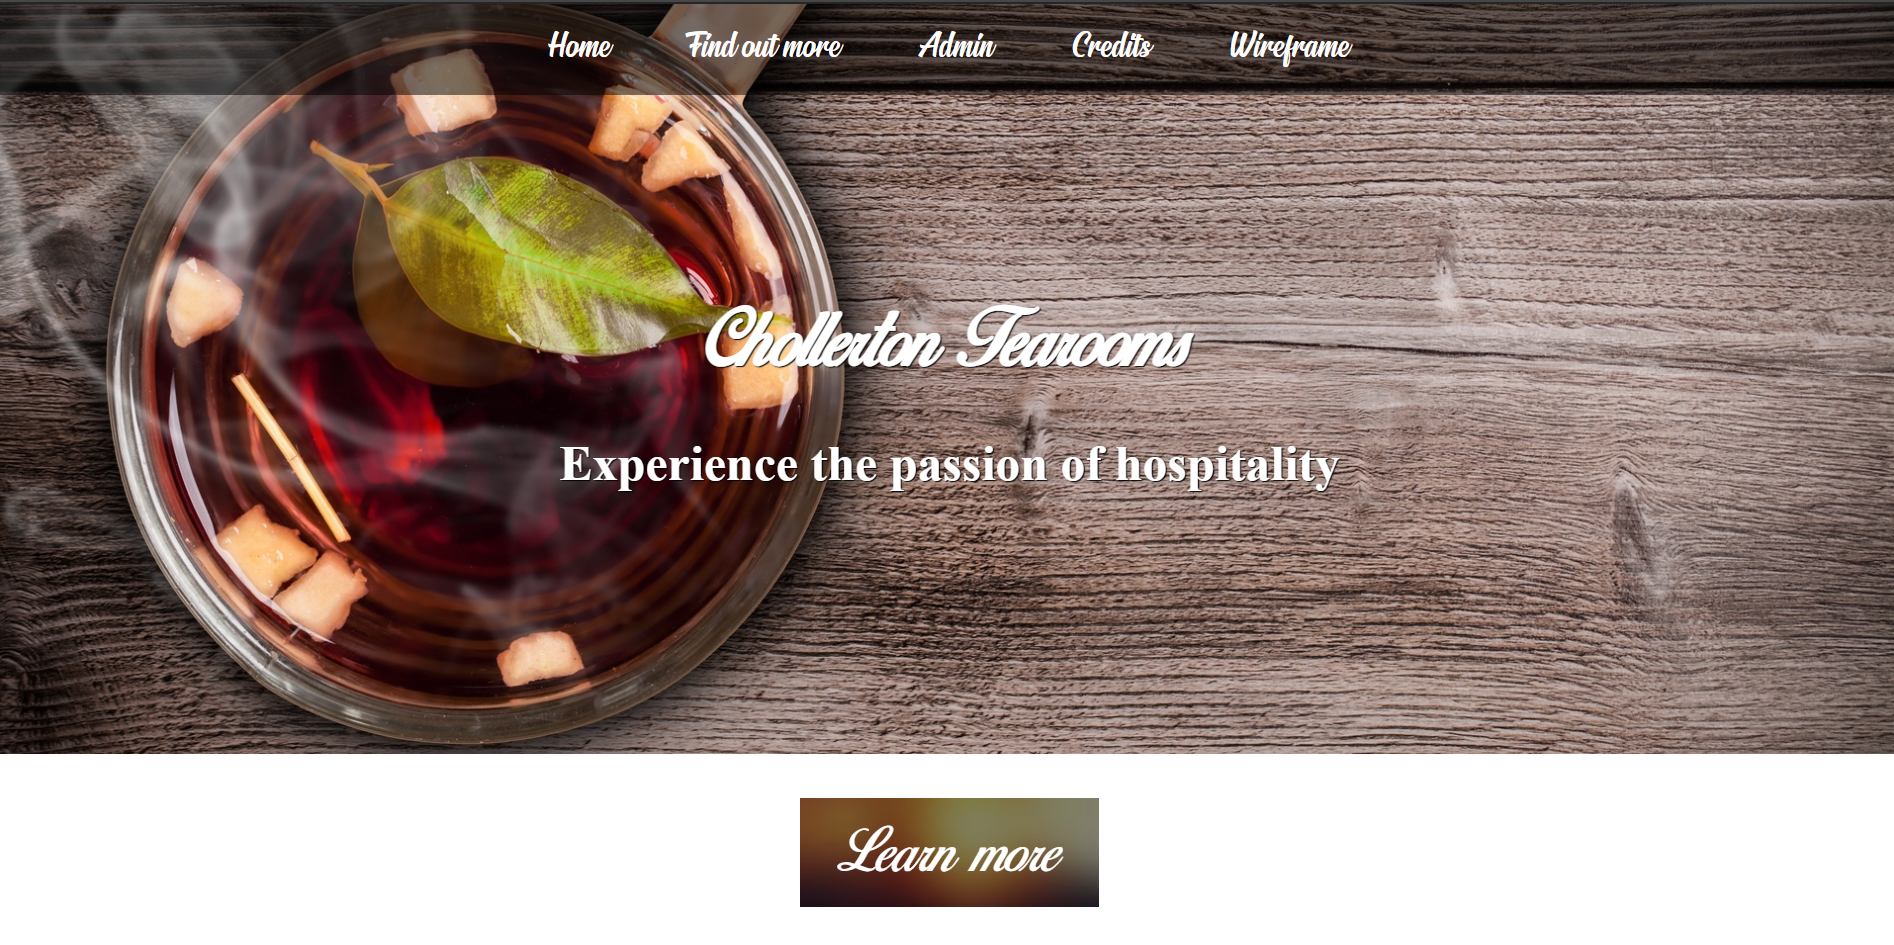 Home Find out more Admin Credits Wireframe
Chollerton Tearooms
Experience the passion of hospitality
Learn more